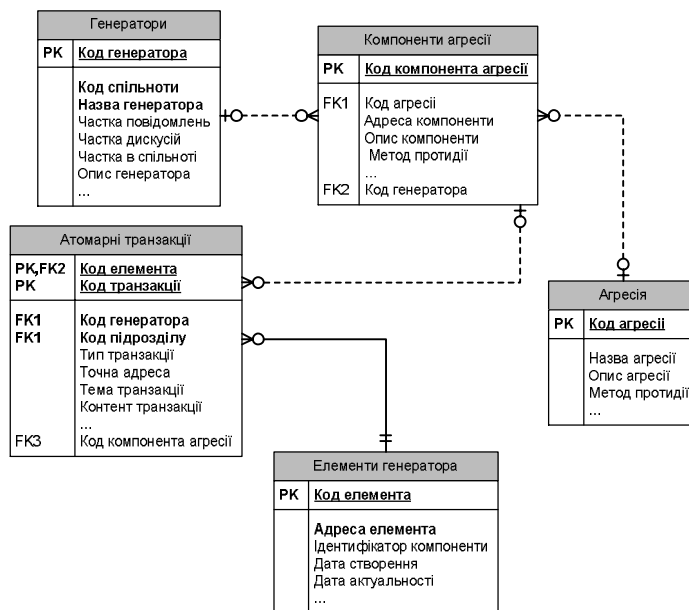 Генератори
PK Код генератора
Код спільноти
Назва генератора
Частка повідомлень
Частка дискусій
Частка в спільноті
Опис генератора
...
Компоненти агресії
PK Код компонента агресії
FK1 Код агресіі
Адреса компоненти
Опис компоненти
Метод протидії
...
FK2 Код генератора
Атомарні транзакції
PK,FK2 Код елемента
PK Код транзакції
FK1 Код генератора
FK1 Код підрозділу
Тип транзакції
Точна адреса
Тема транзакції
Контент транзакції
...
FK3 Код компонента агресії
Агресія
PK Код агресіі
Назва агресії
Опис агресії
Метод протидії
...
Елементи генератора
PK Код елемента
Адреса елемента
Ідентифікатор компоненти
Дата створення
Дата актуальності
...